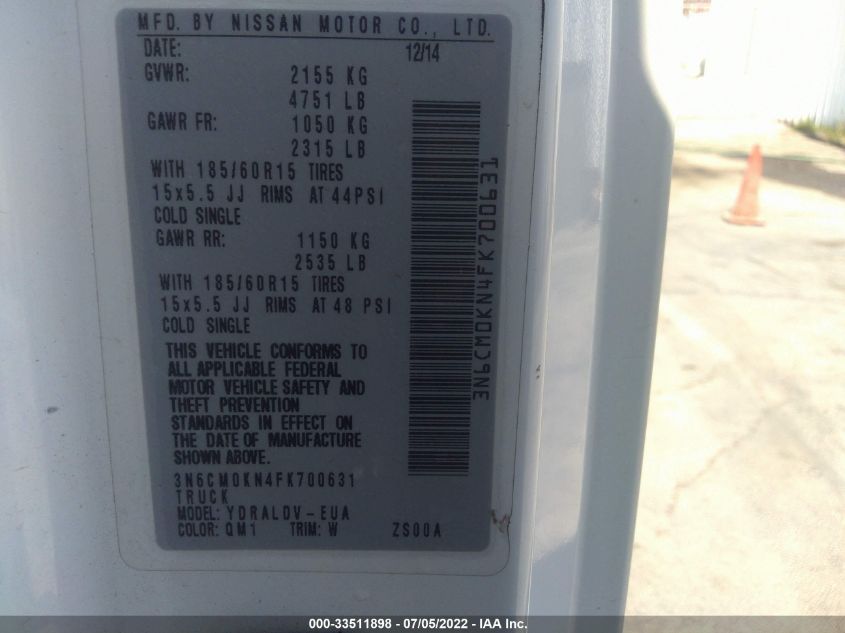 MFD. BY NISSAN MOTOR CO., LTD.
DATE: 12/14
GVWR: 2155 KG
4751 LB
GAWR FR: 1050 KG
2315 LB
WITH 185/60R15 TIRES
15x5.5 JJ RIMS AT 44PSI
COLD SINGLE
GAWR RR: 1150 KG
2535 LB
WITH 185/60R15 TIRES
15x5.5 JJ RIMS AT 48 PSI
COLD SINGLE
THIS VEHICLE CONFORMS TO
ALL APPLICABLE FEDERAL
MOTOR VEHICLE SAFETY AND
THEFT PREVENTION
STANDARDS IN EFFECT ON
THE DATE OF MANUFACTURE
SHOWN ABOVE.
3N6CM0KN4FK700631
TRUCK
MODEL: YDRALDV-EUA
COLOR: QM1 TRIM: W ZS00A
3N6CM0KN4FK700631
000-33511898 - 07/05/2022 - IAA Inc.